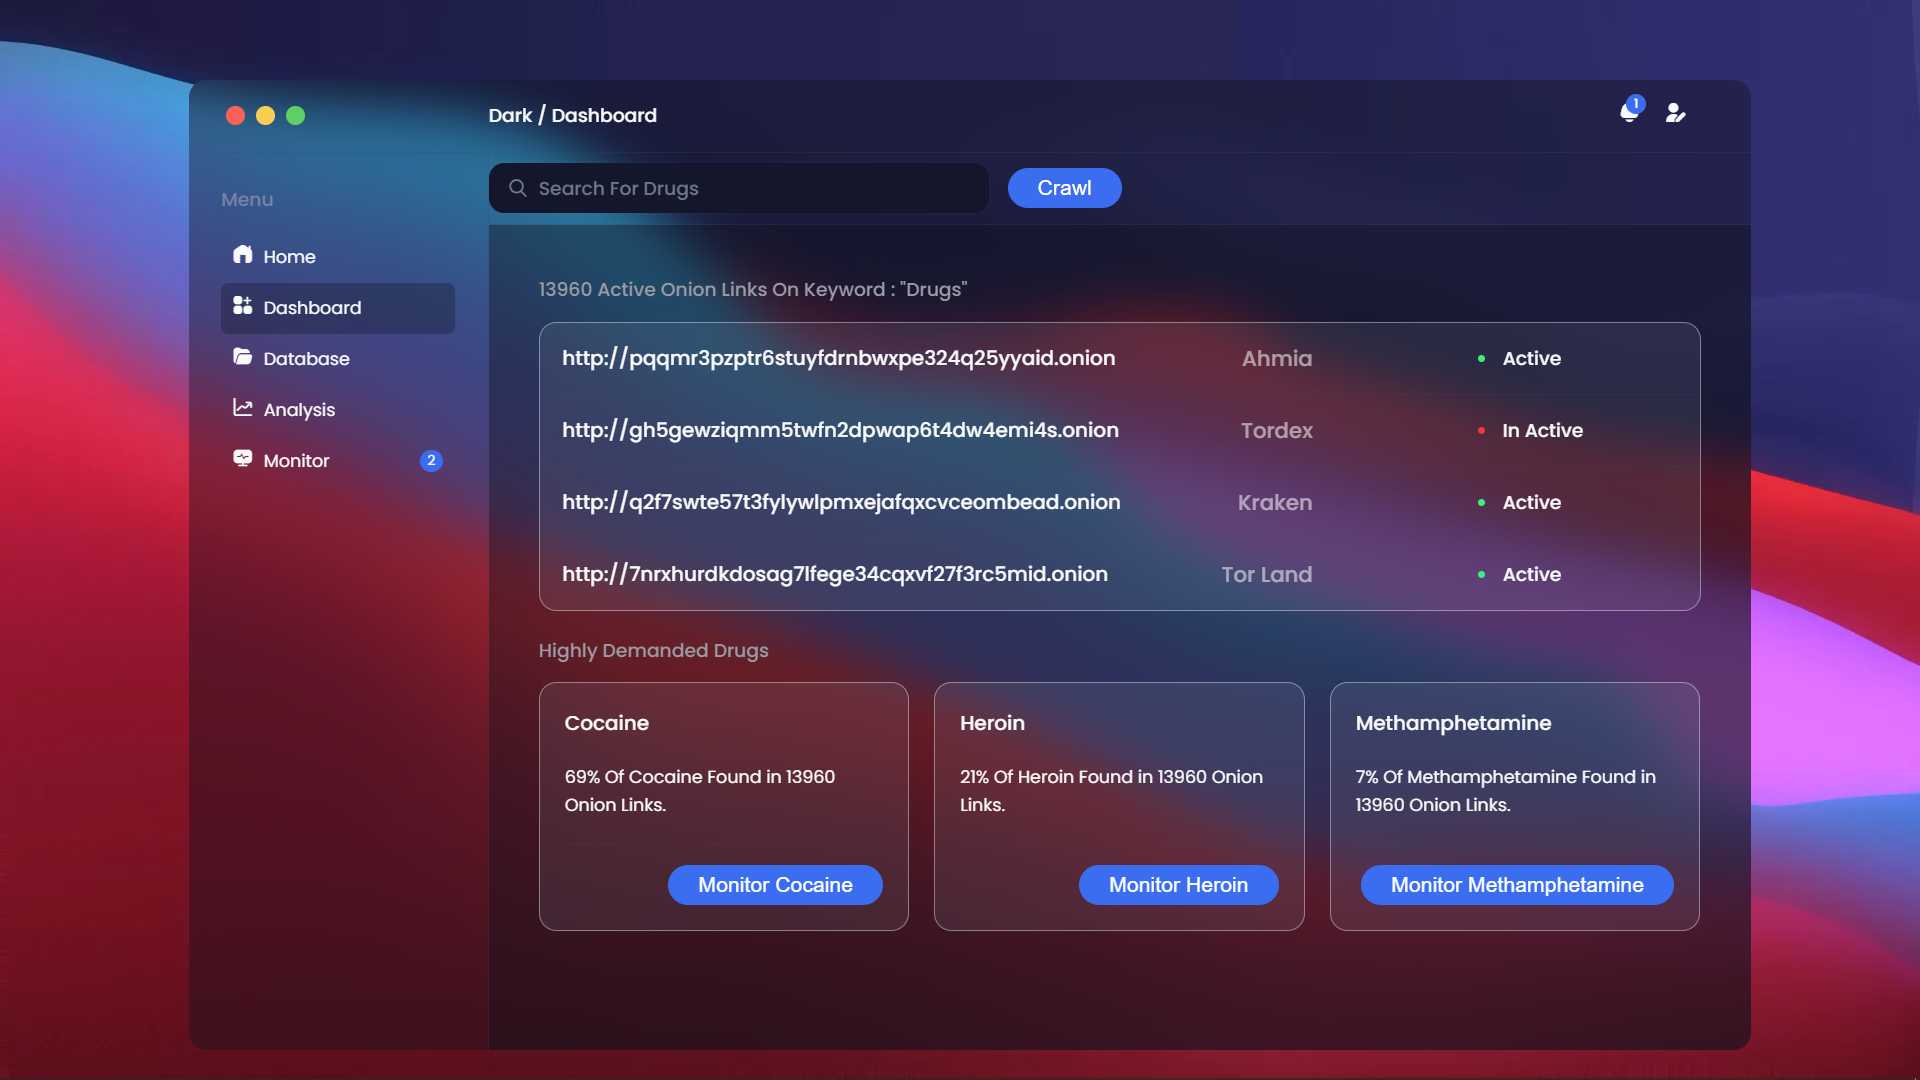 Dark / Dashboard
1
Search For Drugs
Crawl
Menu
Home
Dashboard
Database
Analysis
Monitor
2
13960 Active Onion Links On Keyword : "Drugs"
http://pqqmr3pzptr6stuyfdrnbwxpe324q25yyaid.onion Ahmia Active
http://gh5gewziqmm5twfn2dpwap6t4dw4emi4s.onion Tordex In Active
http://q2f7swte57t3fylywlpmxejafqxcvceombead.onion Kraken Active
http://7nrxhurdkdosag7lfege34cqxvf27f3rc5mid.onion Tor Land Active
Highly Demanded Drugs
Cocaine
69% Of Cocaine Found in 13960
Onion Links.
Monitor Cocaine
Heroin
21% Of Heroin Found in 13960 Onion
Links.
Monitor Heroin
Methamphetamine
7% Of Methamphetamine Found in
13960 Onion Links.
Monitor Methamphetamine